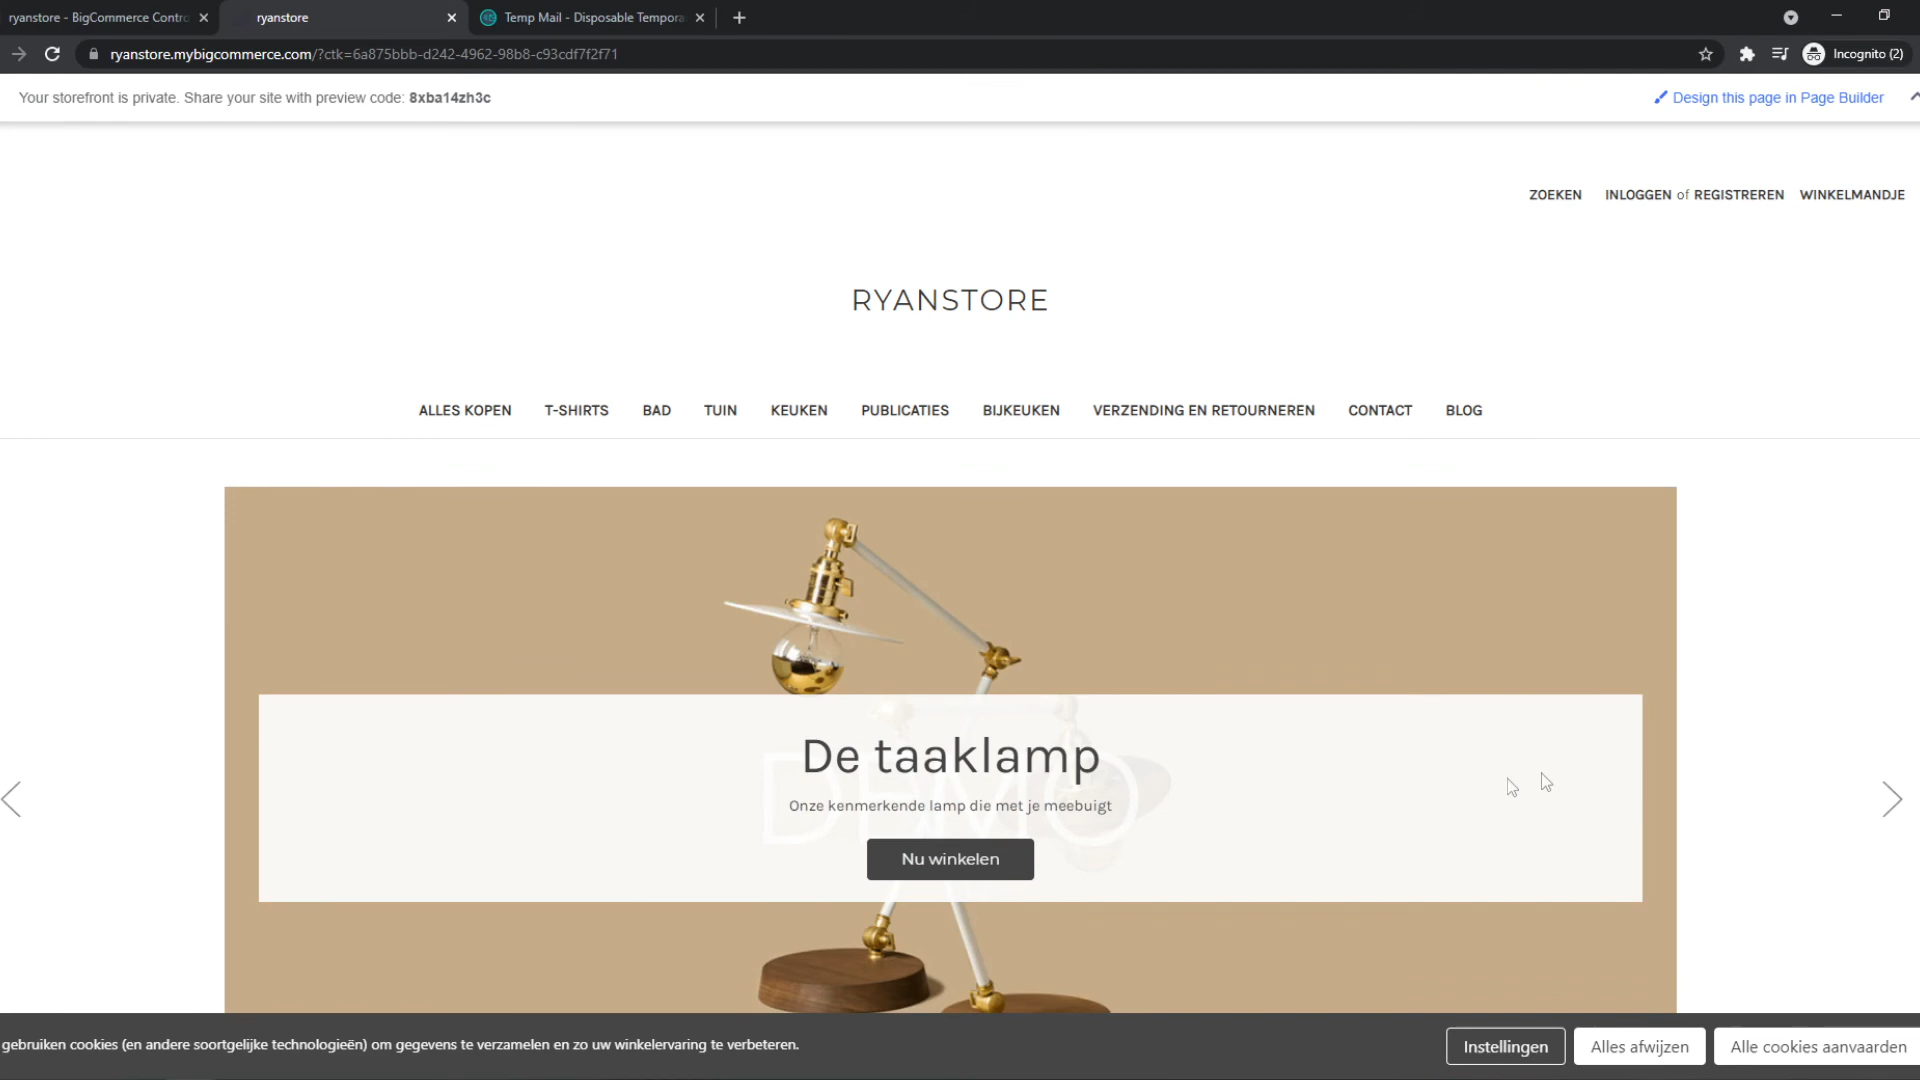 ryanstore - BigCommerce Contro
ryanstore
Temp Mail - Disposable Tempora
ryanstore.mybigcommerce.com/?ctk=6a875bbb-d242-4962-98b8-c93cdf7f2f71
Incognito (2)
Your storefront is private. Share your site with preview code: 8xba14zh3c
Design this page in Page Builder
ZOEKEN INLOGGEN of REGISTREREN WINKELMANDJE
RYANSTORE
ALLES KOPEN T-SHIRTS BAD TUIN KEUKEN PUBLICATIES BIJKEUKEN VERZENDING EN RETOURNEREN CONTACT BLOG
De taaklamp
DEMO
Onze kenmerkende lamp die met je meebuigt
Nu winkelen
gebruiken cookies (en andere soortgelijke technologieën) om gegevens te verzamelen en zo uw winkelervaring te verbeteren.
Instellingen
Alles afwijzen
Alle cookies aanvaarden